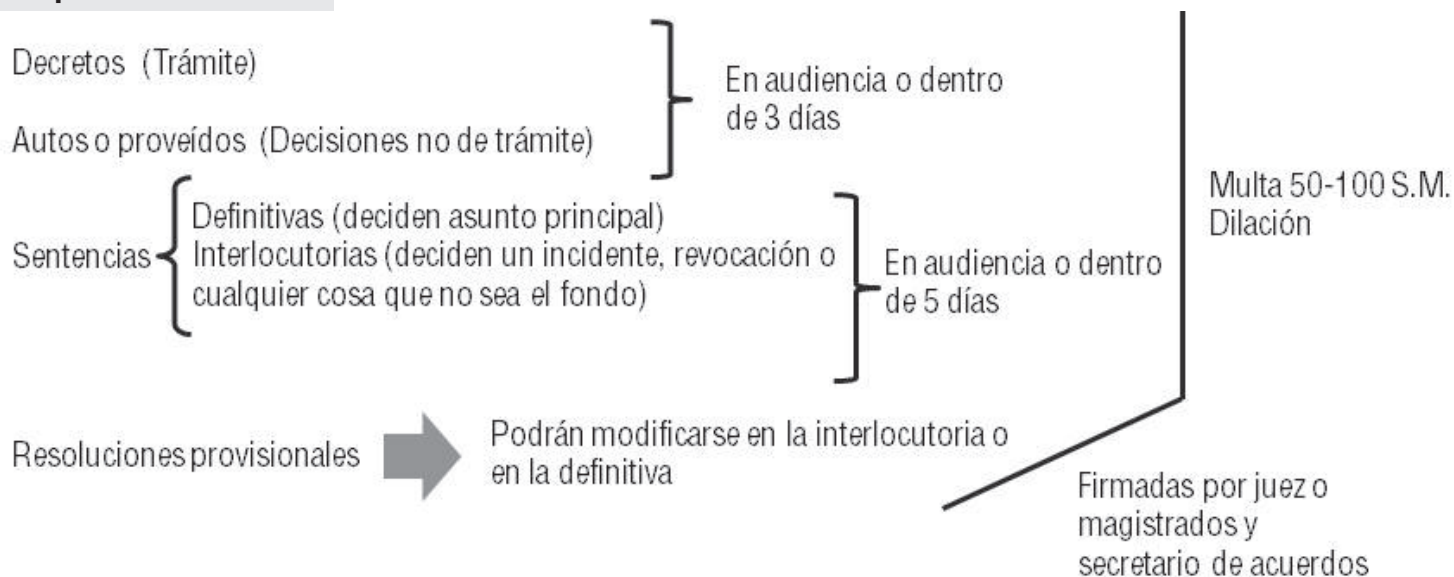 Decretos (Trámite)
Autos o proveídos (Decisiones no de trámite)
En audiencia o dentro
de 3 días
Sentencias
Definitivas (deciden asunto principal)
Interlocutorias (deciden un incidente, revocación o
cualquier cosa que no sea el fondo)
En audiencia o dentro
de 5 días
Multa 50-100 S.M.
Dilación
Resoluciones provisionales
Podrán modificarse en la interlocutoria o
en la definitiva
Firmadas por juez o
magistrados y
secretario de acuerdos